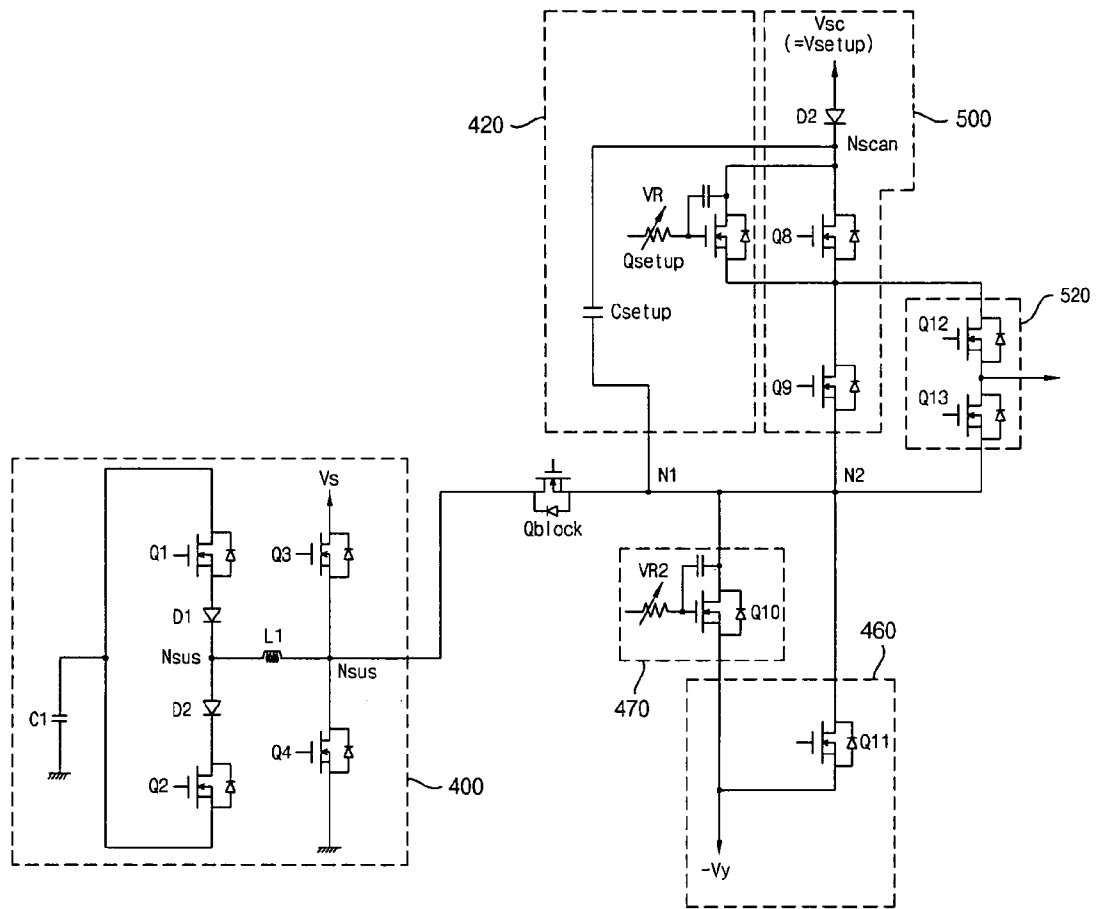 Vsc
(=Vsetup)
420
D2
500
Nscan
VR
Qsetup
Q8
Csetup
520
Q12
Q9
Q13
Vs
N1
N2
Qblock
Q1
Q3
VR2
Q10
D1
L1
460
Nsus
Nsus
470
D2
C1
Q4
Q11
Q2
400
-Vy